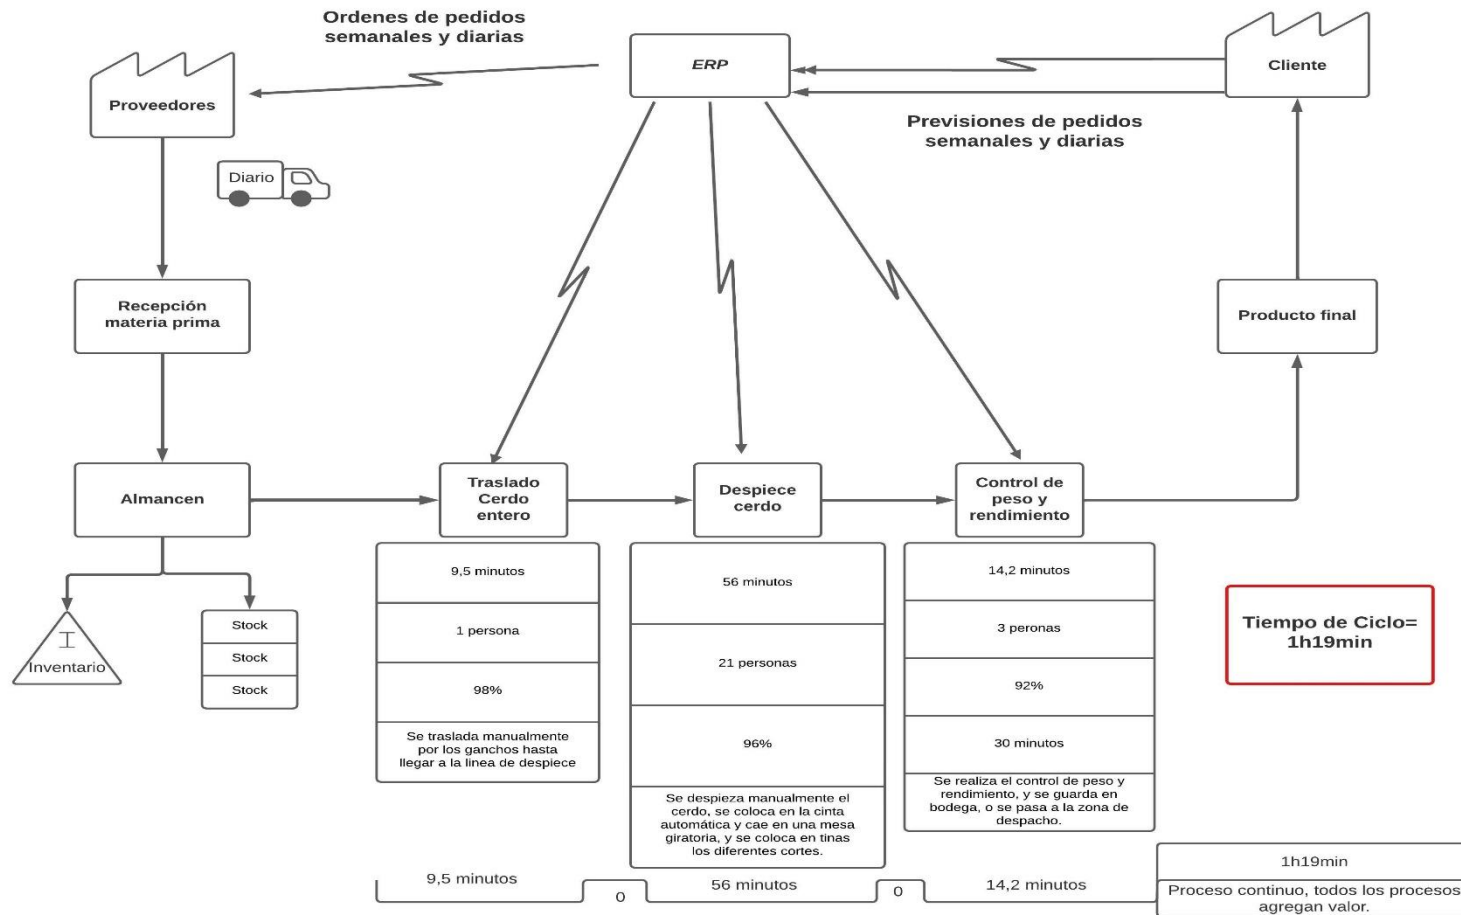 Ordenes de pedidos
semanales y diarias
ERP
Cliente
Proveedores
Previsiones de pedidos
semanales y diarias
Diario
Recepción
materia prima
Producto final
Almancen
Traslado
Cerdo
entero
Despiece
cerdo
Control de
peso y
rendimiento
Inventario
Stock
Stock
Stock
9,5 minutos
1 persona
98%
Se traslada manualmente
por los ganchos hasta
llegar a la linea de despiece
56 minutos
21 personas
96%
Se despieza manualmente el
cerdo, se coloca en la cinta
automática y cae en una mesa
giratoria, y se coloca en tinas
los diferentes cortes.
14,2 minutos
3 peronas
92%
30 minutos
Se realiza el control de peso y
rendimiento, y se guarda en
bodega, o se pasa a la zona de
despacho.
Tiempo de Ciclo=
1h19min
9,5 minutos
0
56 minutos
0
14,2 minutos
1h19min
Proceso continuo, todos los procesos
agregan valor.